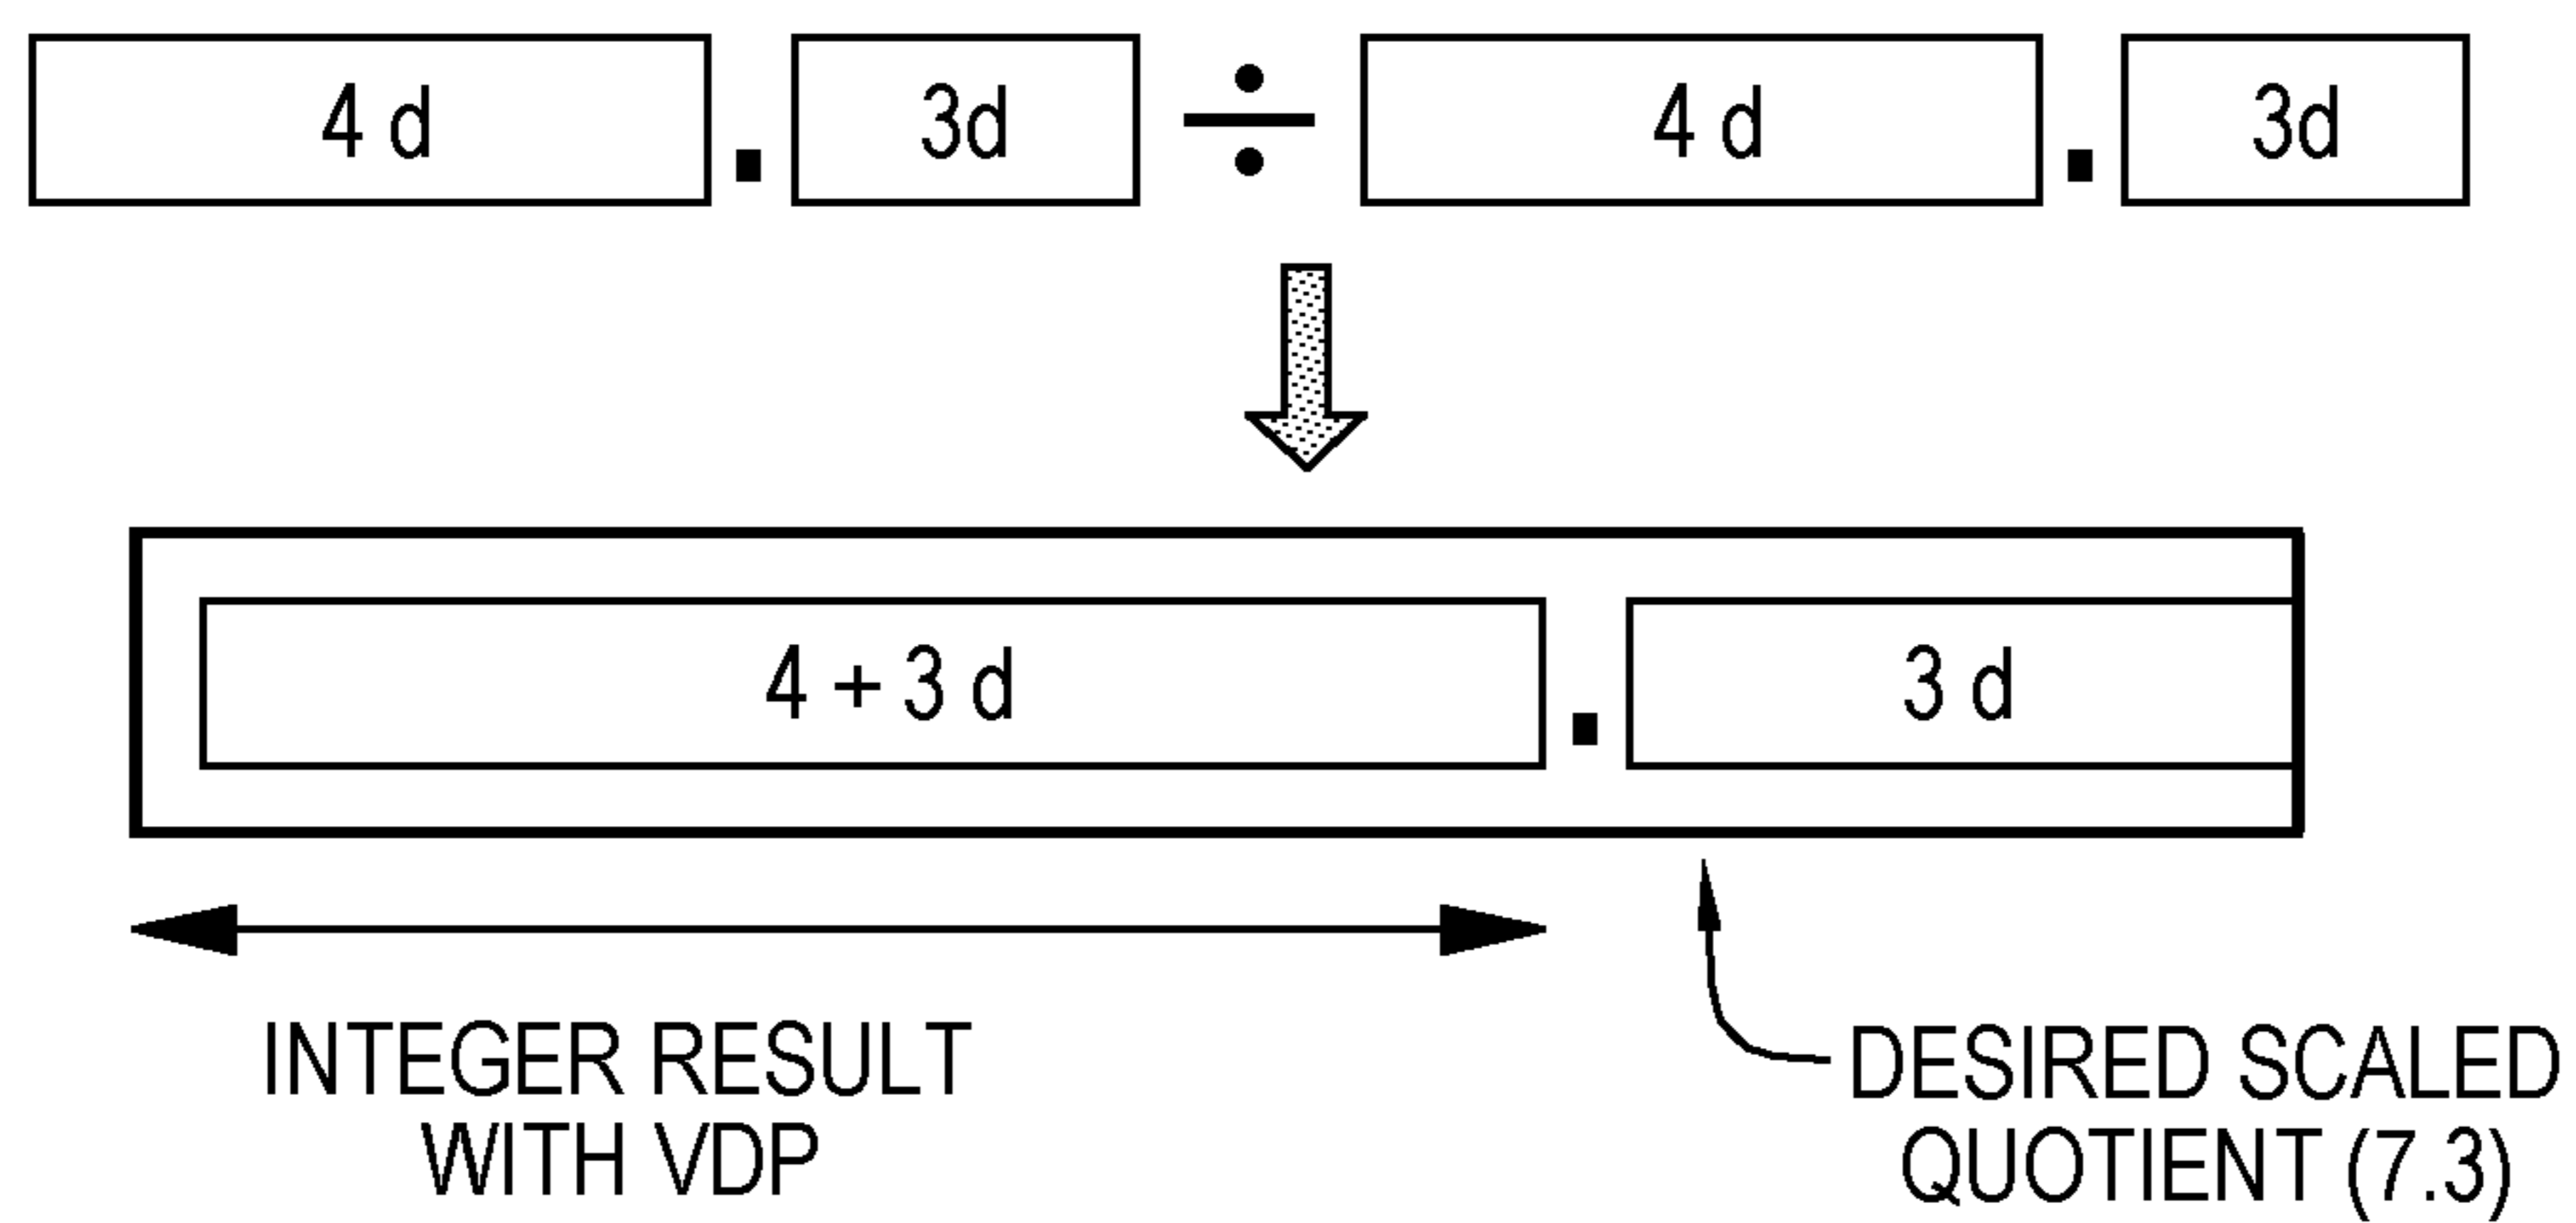 4 d . 3d ÷ 4 d . 3d
4 + 3 d . 3 d
INTEGER RESULT
WITH VDP
DESIRED SCALED
QUOTIENT (7.3)